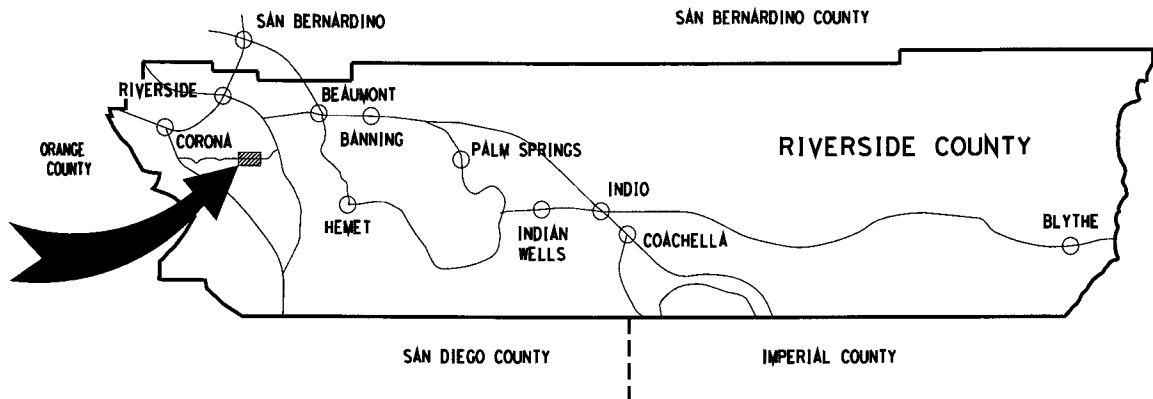 SAN BERNARDINO
SAN BERNARDINO COUNTY
RIVERSIDE
BEAUMONT
CORONA
BANNING
ORANGE
COUNTY
PALM SPRINGS
RIVERSIDE COUNTY
INDIO
HEMET
INDIAN
WELLS
COACHELLA
BLYTHE
SAN DIEGO COUNTY
IMPERIAL COUNTY